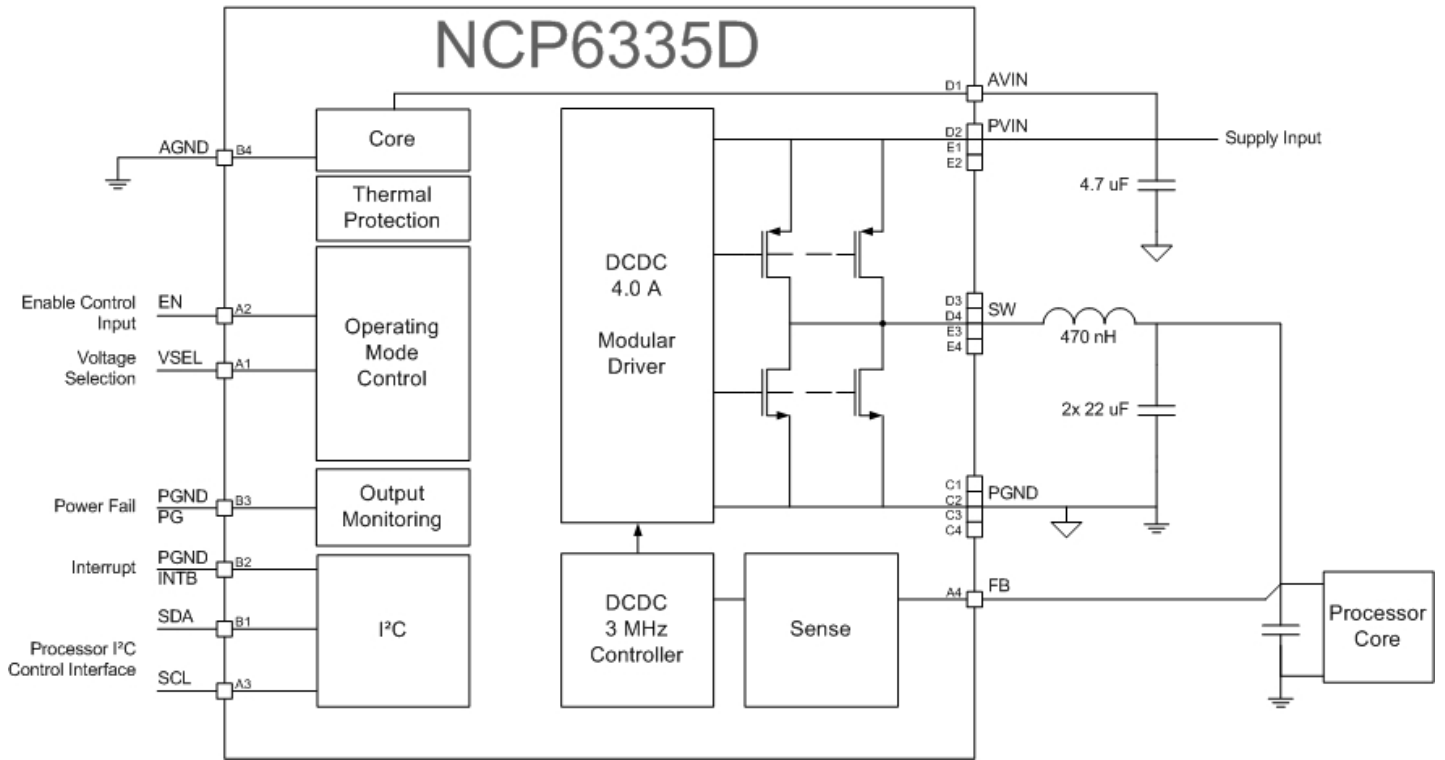 NCP6335D
AVIN
D1
Core
D2
PVIN
E1
E2
Supply Input
AGND
B4
4.7 uF
Thermal
Protection
DCDC
4.0 A
Modular
Driver
Enable Control
Input
EN
A2
D3
SW
D4
E3
E4
470 nH
Operating
Mode
Control
Voltage
Selection
VSEL
A1
2x 22 uF
Power Fail
PGND
PG
B3
Output
Monitoring
C1
PGND
C2
C3
C4
Interrupt
PGND
INTB
B2
I²C
DCDC
3 MHz
Controller
Sense
A4
FB
Processor
Core
SDA
B1
Processor I²C
Control Interface
SCL
A3